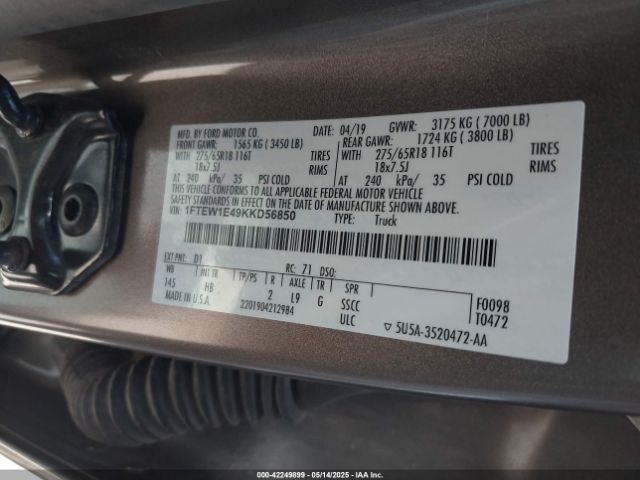 MFD. BY FORD MOTOR CO.
DATE: 04/19 GVWR: 3175 KG ( 7000 LB)
FRONT GAWR: 1565 KG ( 3450 LB) REAR GAWR: 1724 KG ( 3800 LB)
WITH 275/65R18 116T TIRES WITH 275/65R18 116T TIRES
18x7.5J RIMS 18x7.5J RIMS
AT 240 kPa/ 35 PSI COLD AT 240 kPa/ 35 PSI COLD
THIS VEHICLE CONFORMS TO ALL APPLICABLE FEDERAL MOTOR VEHICLE
SAFETY STANDARDS IN EFFECT ON THE DATE OF MANUFACTURE SHOWN ABOVE.
VIN: 1FTEW1E49KKD56850 TYPE: Truck
EXT PNT: D1 RC: 71 DSO:
WB INT TR TP/PS R AXLE TR SPR
145 HB 2 L9 G SSCC F0098
MADE IN U.S.A. 2201904212984 ULC T0472
5U5A-3520472-AA
000-42249899 - 05/14/2025 - IAAI.com